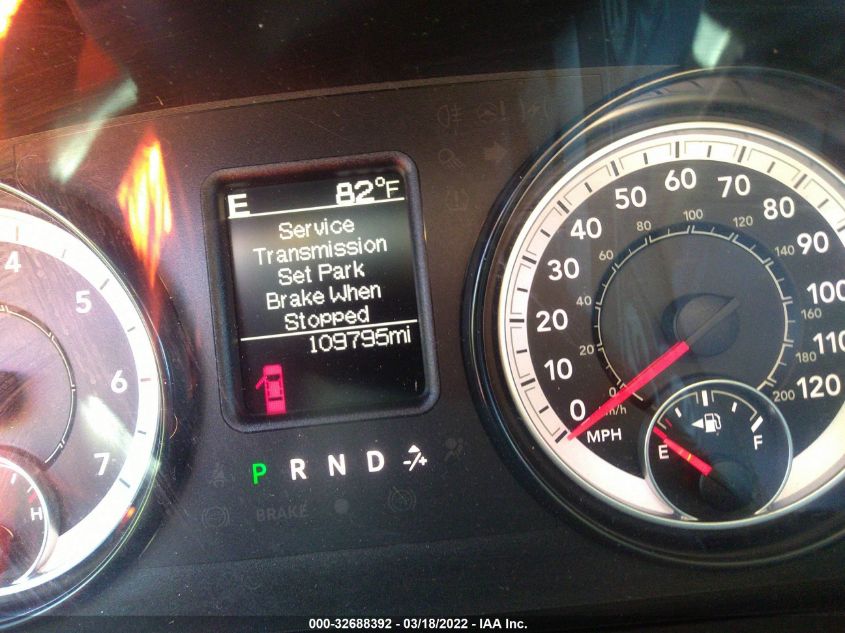 E 82°F
Service
Transmission
Set Park
Brake When
Stopped
109795mi
P R N D
BRAKE
4
5
6
7
H
0
10
20
30
40
50
60
70
80
90
100
110
120
0
20
40
60
80
100
120
140
160
180
200
km/h
MPH
E F
000-32688392 - 03/18/2022 - IAA Inc.